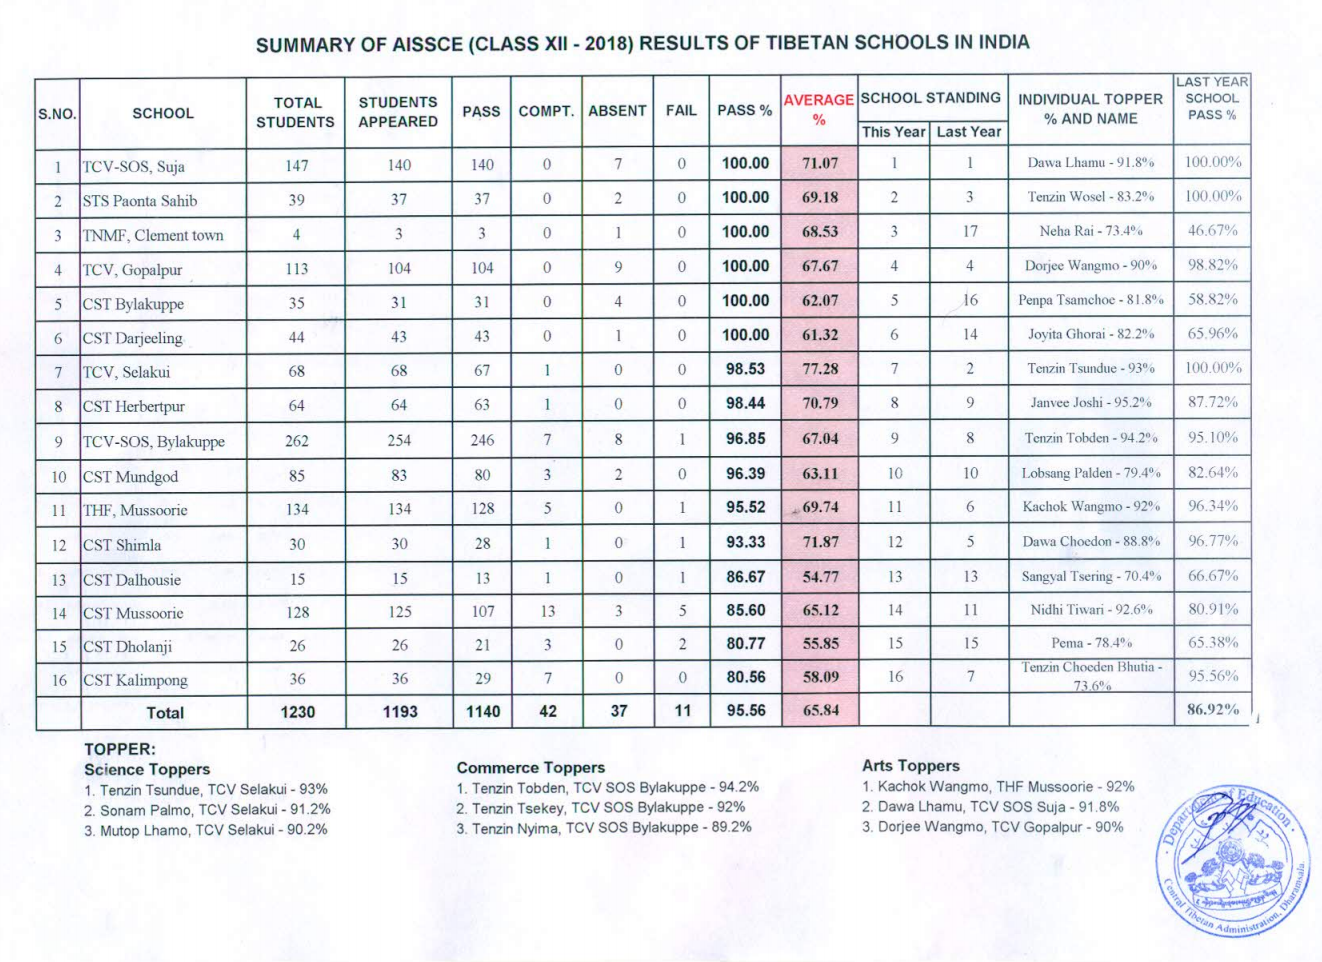 SUMMARY OF AISSCE (CLASS XII - 2018) RESULTS OF TIBETAN SCHOOLS IN INDIA
S.NO. SCHOOL TOTAL STUDENTS STUDENTS APPEARED PASS COMPT. ABSENT FAIL PASS % AVERAGE % SCHOOL STANDING This Year Last Year INDIVIDUAL TOPPER % AND NAME LAST YEAR SCHOOL PASS %
1 TCV-SOS, Suja 147 140 140 0 7 0 100.00 71.07 1 1 Dawa Lhamu - 91.8% 100.00%
2 STS Paonta Sahib 39 37 37 0 2 0 100.00 69.18 2 3 Tenzin Wosel - 83.2% 100.00%
3 TNMF, Clement town 4 3 3 0 1 0 100.00 68.53 3 17 Neha Rai - 73.4% 46.67%
4 TCV, Gopalpur 113 104 104 0 9 0 100.00 67.67 4 4 Dorjee Wangmo - 90% 98.82%
5 CST Bylakuppe 35 31 31 0 4 0 100.00 62.07 5 16 Penpa Tsamchoe - 81.8% 58.82%
6 CST Darjeeling 44 43 43 0 1 0 100.00 61.32 6 14 Joyita Ghorai - 82.2% 65.96%
7 TCV, Selakui 68 68 67 1 0 0 98.53 77.28 7 2 Tenzin Tsundue - 93% 100.00%
8 CST Herbertpur 64 64 63 1 0 0 98.44 70.79 8 9 Janvee Joshi - 95.2% 87.72%
9 TCV-SOS, Bylakuppe 262 254 246 7 8 1 96.85 67.04 9 8 Tenzin Tobden - 94.2% 95.10%
10 CST Mundgod 85 83 80 3 2 0 96.39 63.11 10 10 Lobsang Palden - 79.4% 82.64%
11 THF, Mussoorie 134 134 128 5 0 1 95.52 69.74 11 6 Kachok Wangmo - 92% 96.34%
12 CST Shimla 30 30 28 1 0 1 93.33 71.87 12 5 Dawa Choedon - 88.8% 96.77%
13 CST Dalhousie 15 15 13 1 0 1 86.67 54.77 13 13 Sangyal Tsering - 70.4% 66.67%
14 CST Mussoorie 128 125 107 13 3 5 85.60 65.12 14 11 Nidhi Tiwari - 92.6% 80.91%
15 CST Dholanji 26 26 21 3 0 2 80.77 55.85 15 15 Pema - 78.4% 65.38%
16 CST Kalimpong 36 36 29 7 0 0 80.56 58.09 16 7 Tenzin Choeden Bhutia - 73.6% 95.56%
Total 1230 1193 1140 42 37 11 95.56 65.84 86.92%
TOPPER:
Science Toppers
1. Tenzin Tsundue, TCV Selakui - 93%
2. Sonam Palmo, TCV Selakui - 91.2%
3. Mutop Lhamo, TCV Selakui - 90.2%
Commerce Toppers
1. Tenzin Tobden, TCV SOS Bylakuppe - 94.2%
2. Tenzin Tsekey, TCV SOS Bylakuppe - 92%
3. Tenzin Nyima, TCV SOS Bylakuppe - 89.2%
Arts Toppers
1. Kachok Wangmo, THF Mussoorie - 92%
2. Dawa Lhamu, TCV SOS Suja - 91.8%
3. Dorjee Wangmo, TCV Gopalpur - 90%
Department of Education
Central Tibetan Administration, Dharamsala.